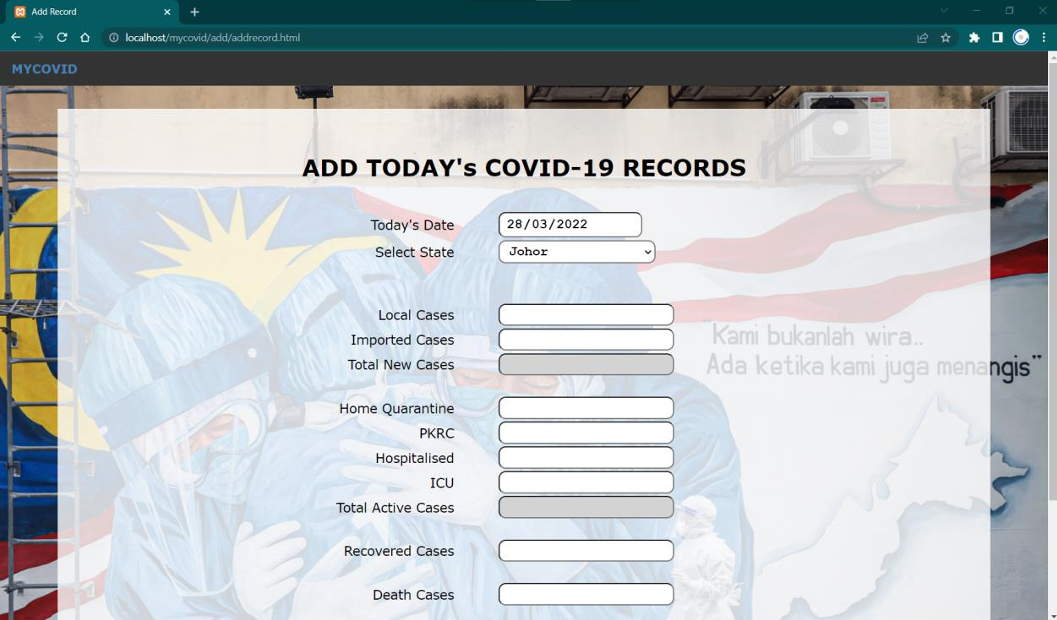 Add Record
localhost/mycovid/add/addrecord.html
MYCOVID
ADD TODAY's COVID-19 RECORDS
Today's Date 28/03/2022
Select State Johor
Local Cases
Imported Cases
"Kami bukanlah wira..
Total New Cases
Ada ketika kami juga menangis"
Home Quarantine
PKRC
Hospitalised
ICU
Total Active Cases
Recovered Cases
Death Cases